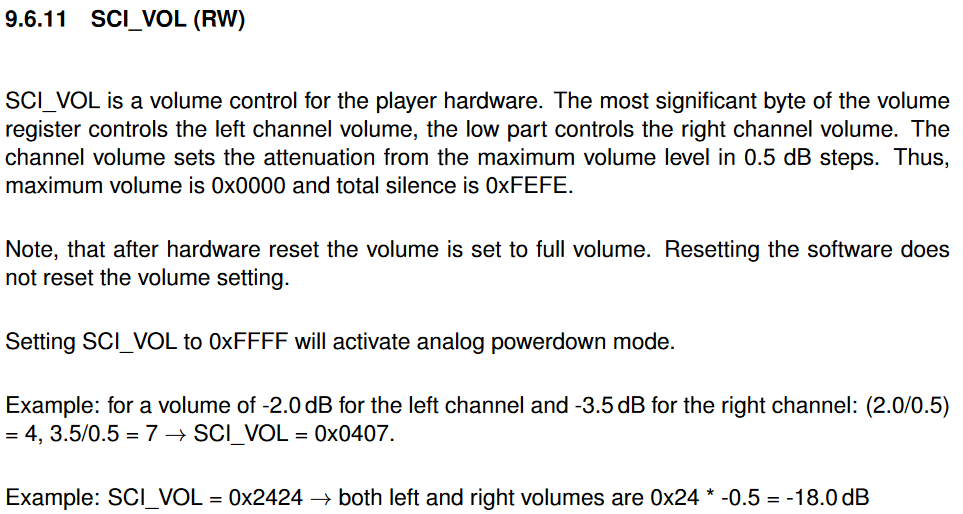 9.6.11 SCI_VOL (RW)
SCI_VOL is a volume control for the player hardware. The most significant byte of the volume
register controls the left channel volume, the low part controls the right channel volume. The
channel volume sets the attenuation from the maximum volume level in 0.5 dB steps. Thus,
maximum volume is 0x0000 and total silence is 0xFEFE.
Note, that after hardware reset the volume is set to full volume. Resetting the software does
not reset the volume setting.
Setting SCI_VOL to 0xFFFF will activate analog powerdown mode.
Example: for a volume of -2.0 dB for the left channel and -3.5 dB for the right channel: (2.0/0.5)
= 4, 3.5/0.5 = 7 → SCI_VOL = 0x0407.
Example: SCI_VOL = 0x2424 → both left and right volumes are 0x24 * -0.5 = -18.0 dB